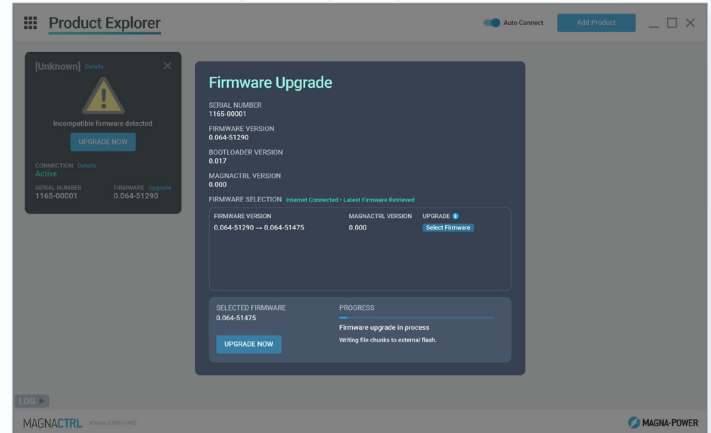 Product Explorer
Auto Connect
Add Product
[Unknown] Details
Incompatible firmware detected
UPGRADE NOW
CONNECTION Details
Active
SERIAL NUMBER
1165-00001
FIRMWARE Upgrade
0.064-51290
Firmware Upgrade
SERIAL NUMBER
1165-00001
FIRMWARE VERSION
0.064-51290
BOOTLOADER VERSION
0.017
MAGNACTRL VERSION
0.000
FIRMWARE SELECTION Internet Connected • Latest Firmware Retrieved
FIRMWARE VERSION MAGNACTRL VERSION UPGRADE
0.064-51290 → 0.064-51475 0.000 Select Firmware
SELECTED FIRMWARE
0.064-51475
UPGRADE NOW
PROGRESS
Firmware upgrade in process
Writing file chunks to external flash.
LOG
MAGNACTRL Version
MAGNA-POWER